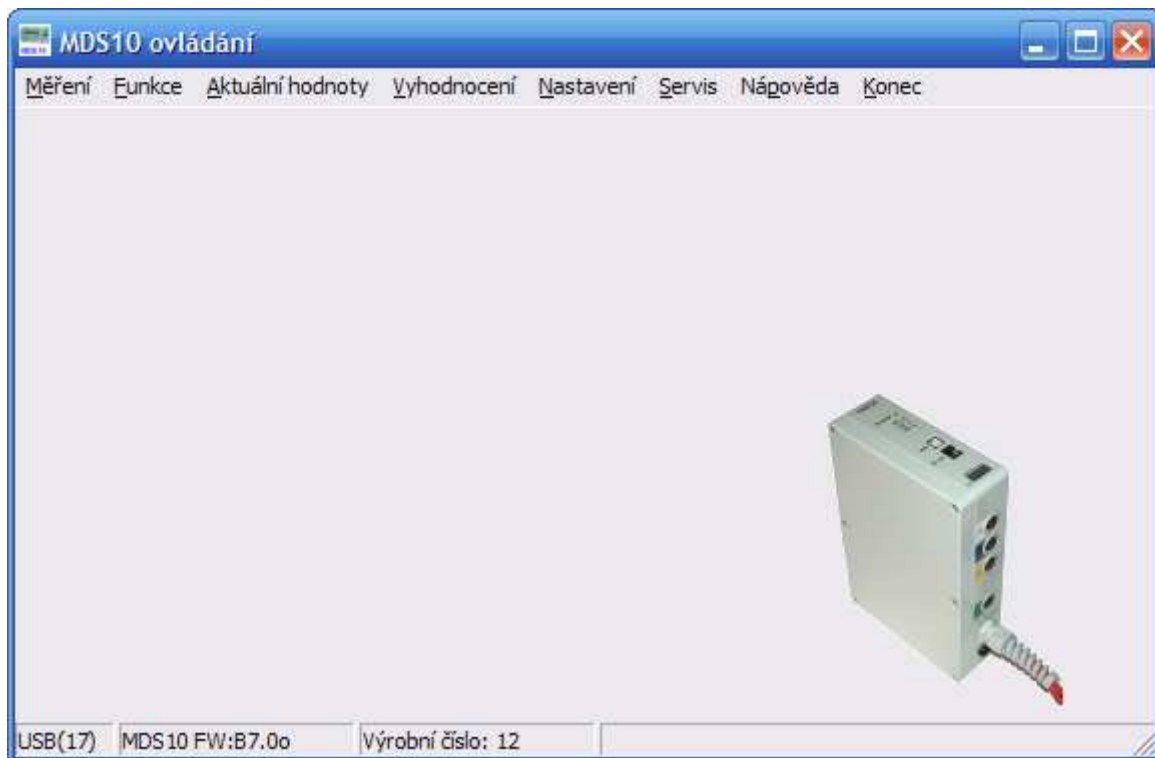 MDS10 ovládání
Měření Funkce Aktuální hodnoty Vyhodnocení Nastavení Servis Nápověda Konec
USB(17) MDS10 FW:B7.0o Výrobní číslo: 12